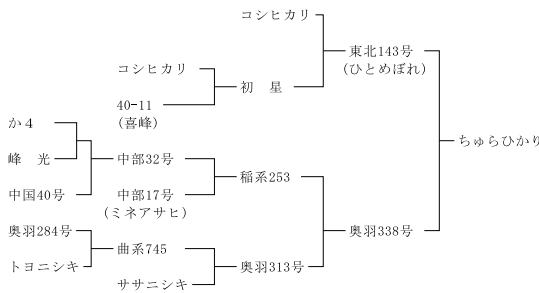 コシヒカリ
東北143号
(ひとめぼれ)
コシヒカリ
初 星
40-11
(喜峰)
ちゅらひかり
か4
峰 光
中部32号
中国40号
中部17号
(ミネアサヒ)
稲系253
奥羽284号
奥羽338号
曲系745
トヨニシキ
奥羽313号
ササニシキ